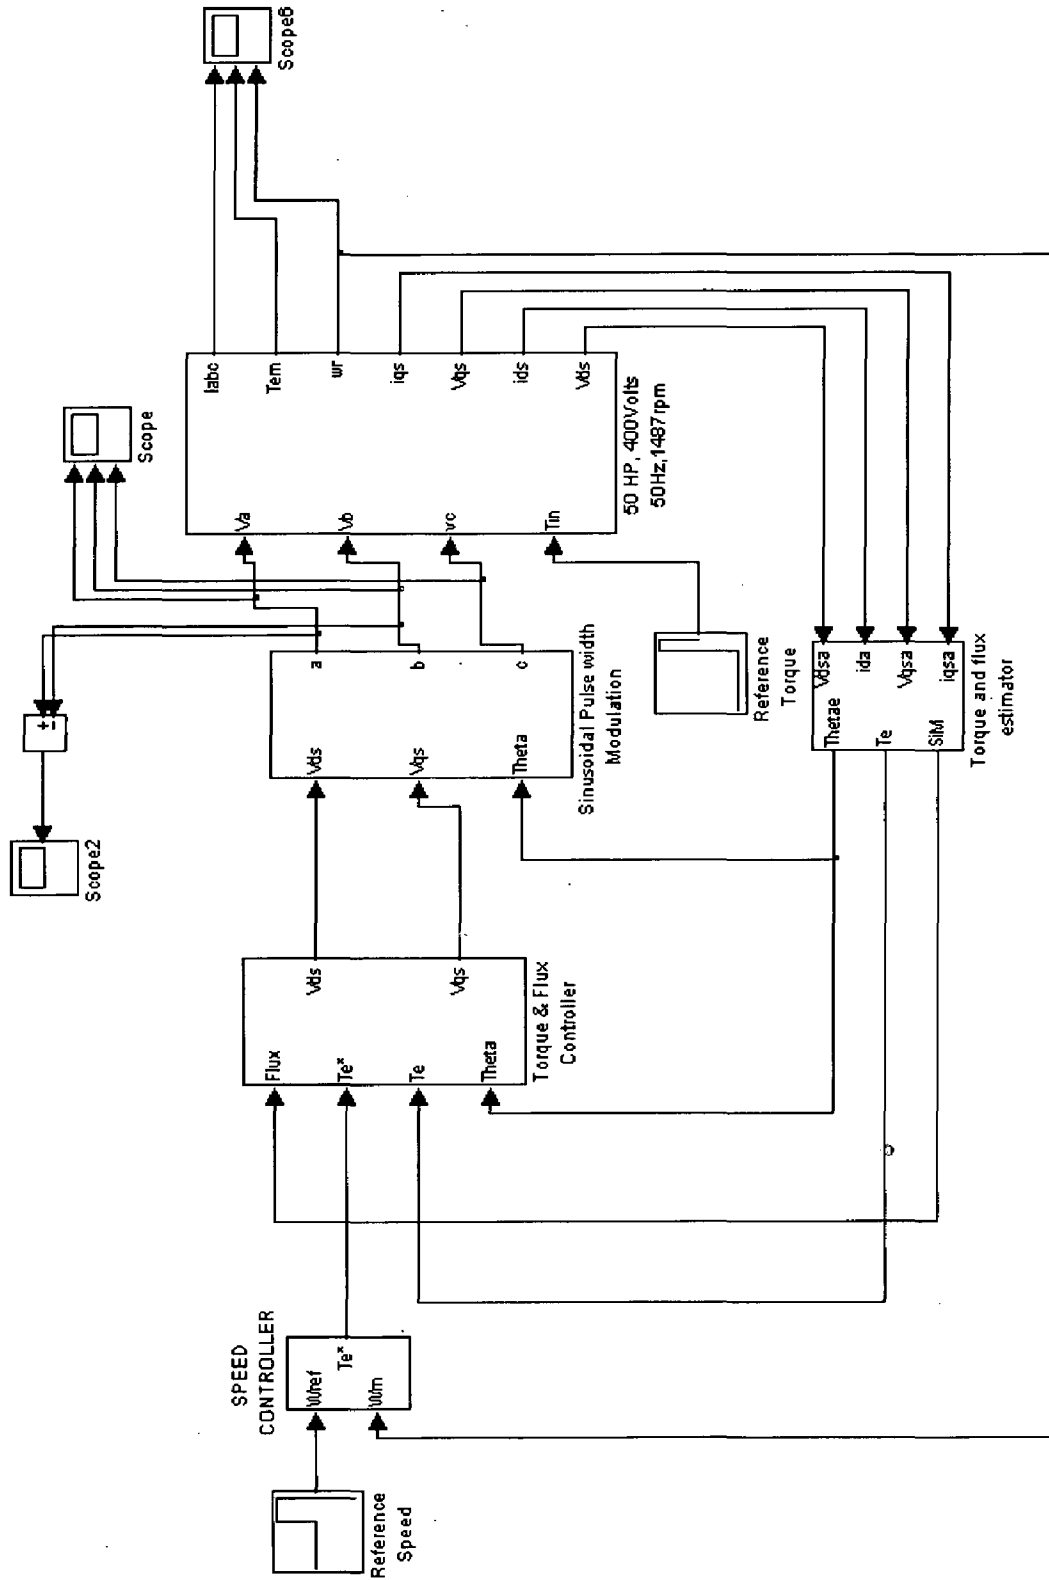 Scope2
Scope
Scope6
SPEED
CONTROLLER
Wref
Te*
Wm
Reference
Speed
Flux
Te*
Te
Theta
Vds
Vqs
Torque & Flux
Controller
Vds
Vqs
Theta
a
b
c
Sinusoidal Pulse width
Modulation
Va
Vb
vc
Tin
Iabc
Tem
wr
iqs
Vqs
ids
Vds
50 HP, 400Volts
50Hz,1487rpm
Reference
Torque
Thetae
Te
SIM
Vdsa
ida
Vqsa
iqsa
Torque and flux
estimator